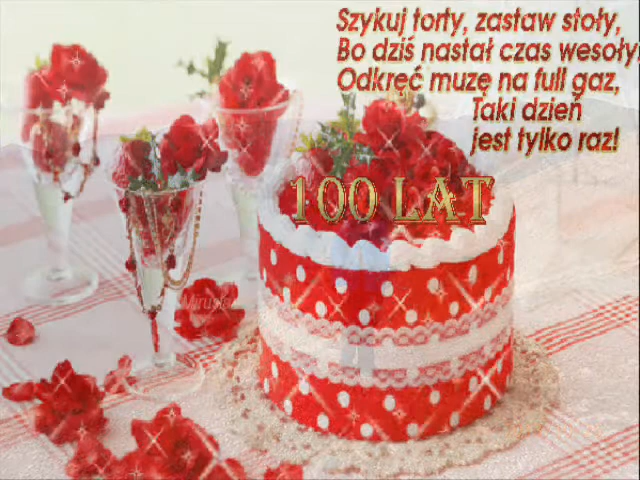 Szykuj torty, zastaw stoły,
Bo dziś nastał czas wesoły,
Odkręć muzę na full gaz,
Taki dzień
jest tylko raz!
100 LAT